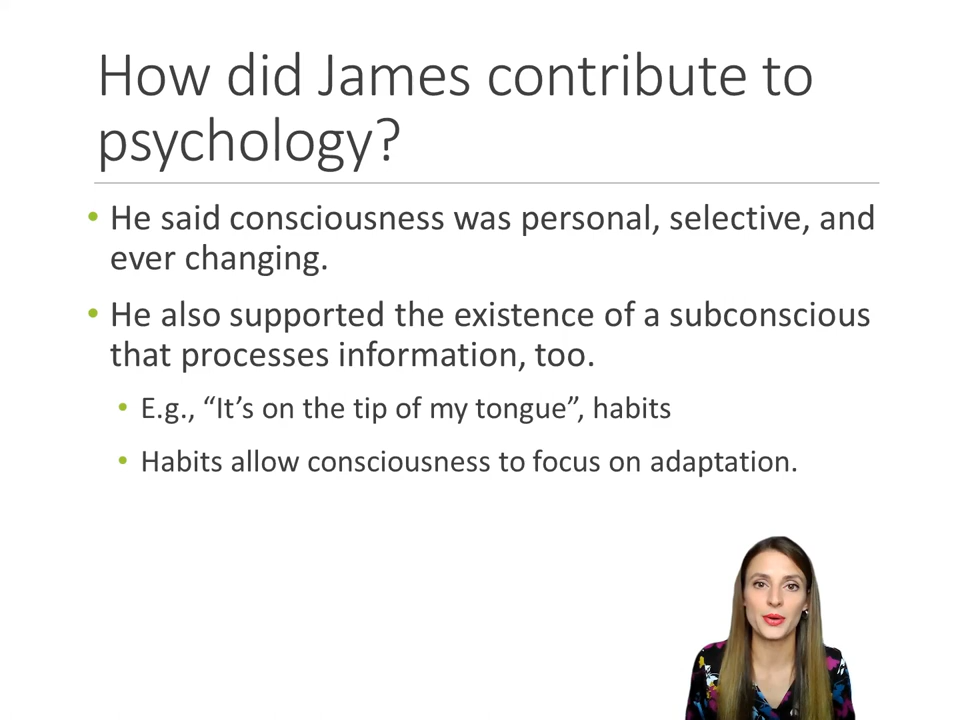 How did James contribute to
psychology?
• He said consciousness was personal, selective, and
ever changing.
• He also supported the existence of a subconscious
that processes information, too.
• E.g., “It’s on the tip of my tongue”, habits
• Habits allow consciousness to focus on adaptation.